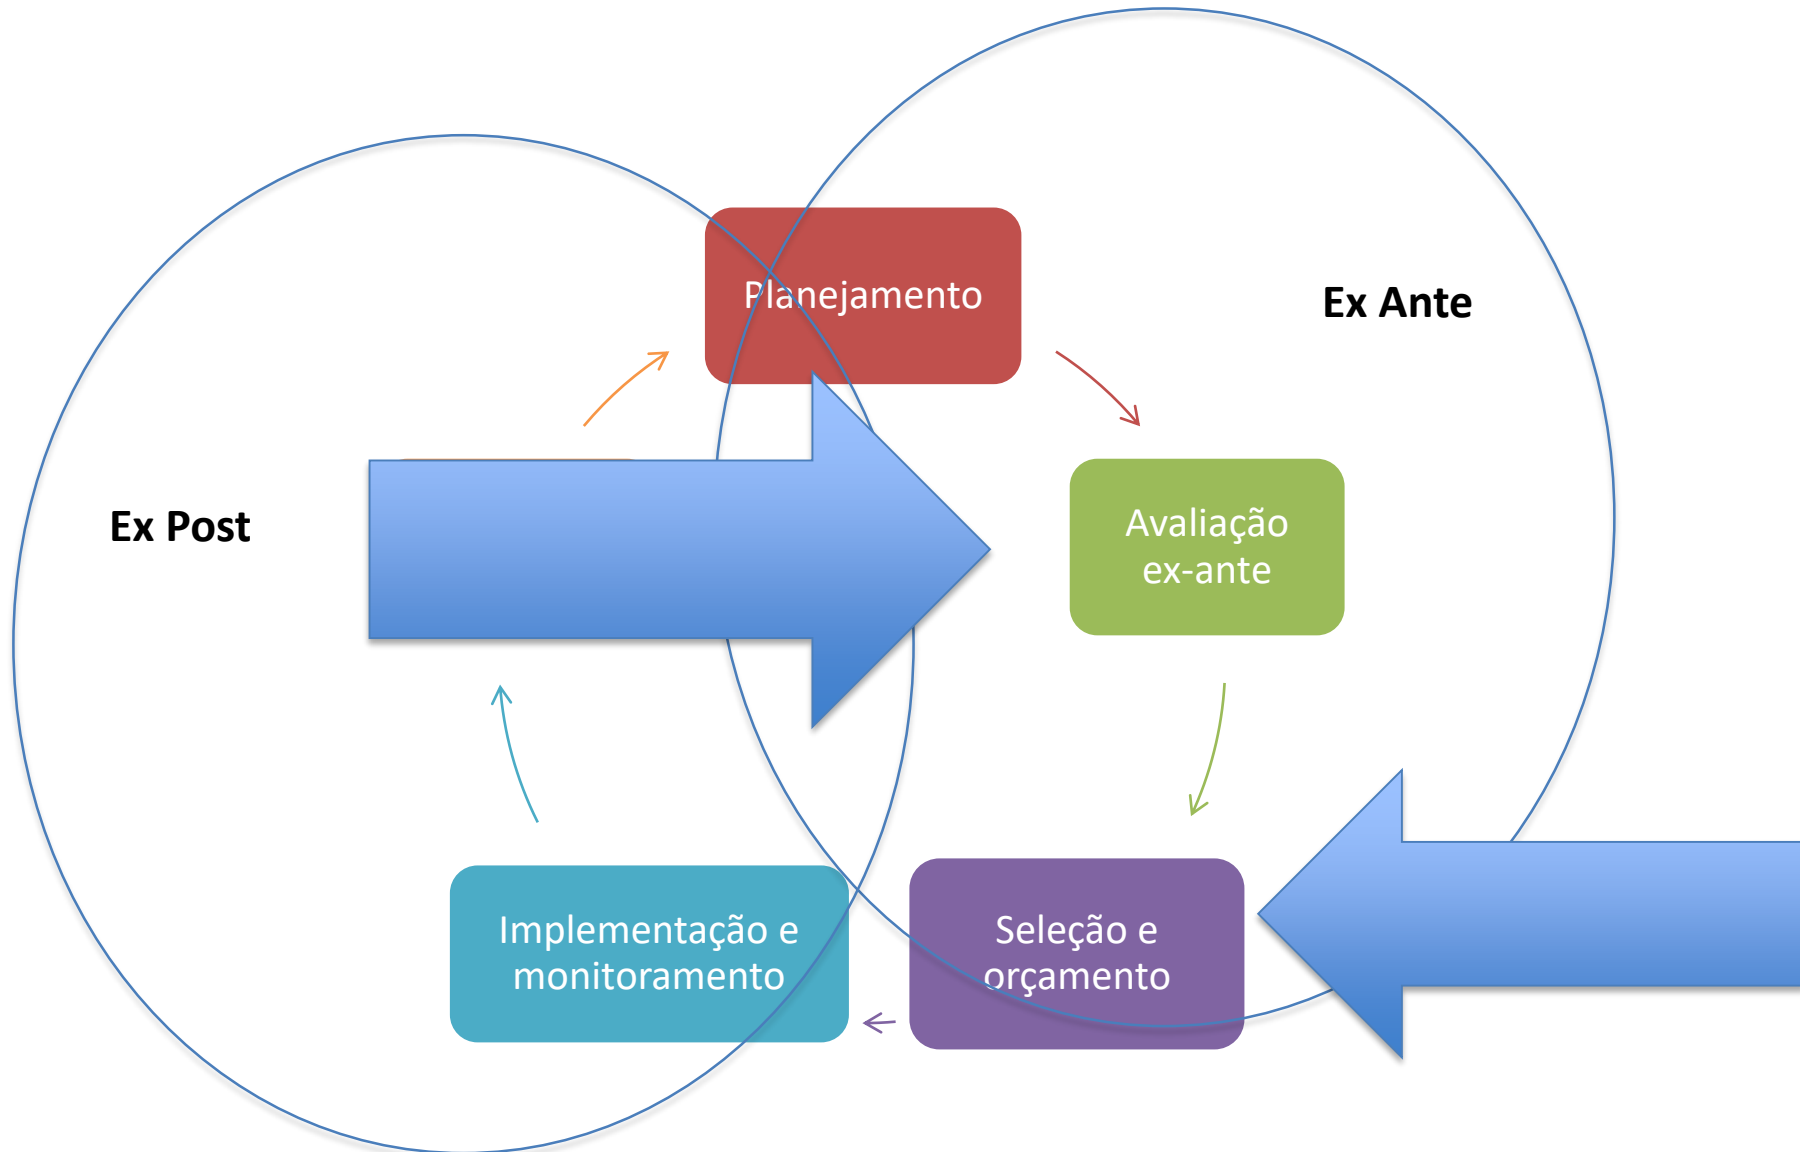 Planejamento
Ex Ante
Ex Post
Avaliação
ex-ante
Implementação e
monitoramento
Seleção e
orçamento